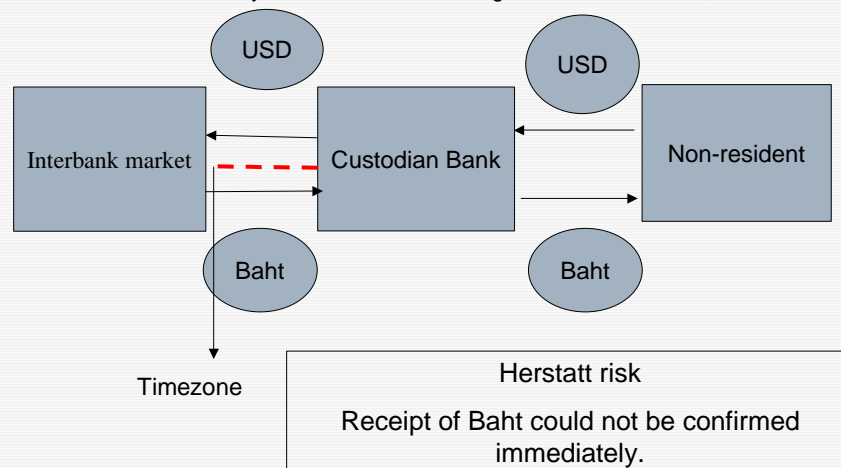 USD
USD
Interbank market
Custodian Bank
Non-resident
Baht
Baht
Timezone
Herstatt risk
Receipt of Baht could not be confirmed
immediately.